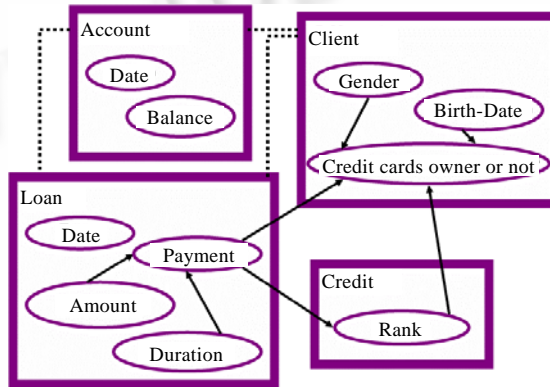 Account
Date
Balance
Client
Gender
Birth-Date
Credit cards owner or not
Loan
Date
Payment
Amount
Duration
Credit
Rank